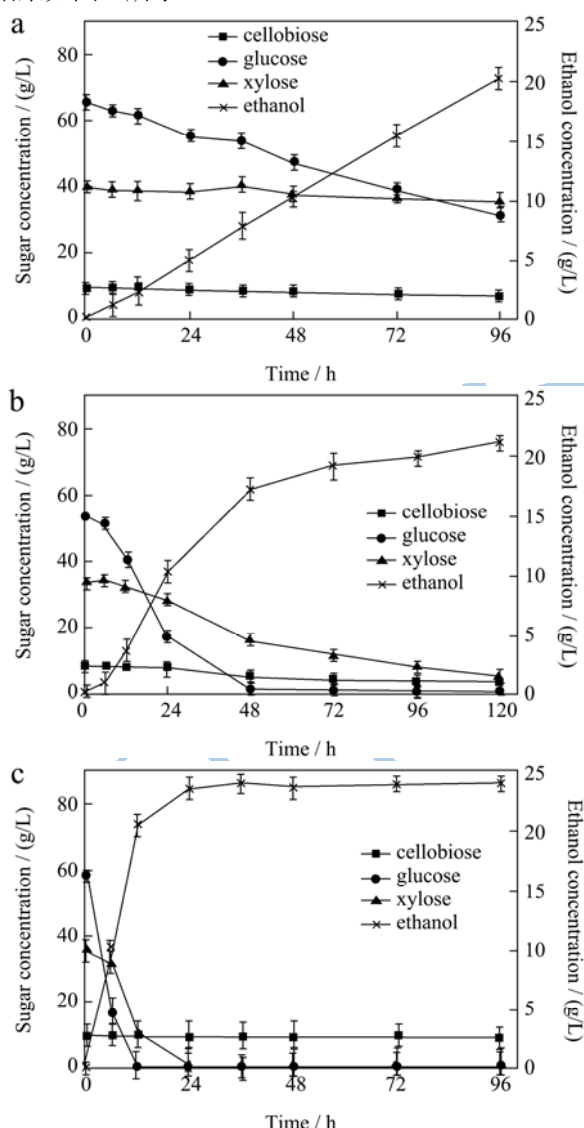 a
25
80
cellobiose
glucose
xylose
ethanol
20
60
15
40
10
20
5
0
0
Sugar concentration / (g/L)
Ethanol concentration / (g/L)
0 24 48 72 96
Time / h
b
25
80
20
60
cellobiose
glucose
xylose
ethanol
15
40
10
20
5
0
0
Sugar concentration / (g/L)
Ethanol concentration / (g/L)
0 24 48 72 96 120
Time / h
c
25
80
20
cellobiose
glucose
xylose
ethanol
60
15
40
10
20
5
0
0
Sugar concentration / (g/L)
Ethanol concentration / (g/L)
0 24 48 72 96
Time / h